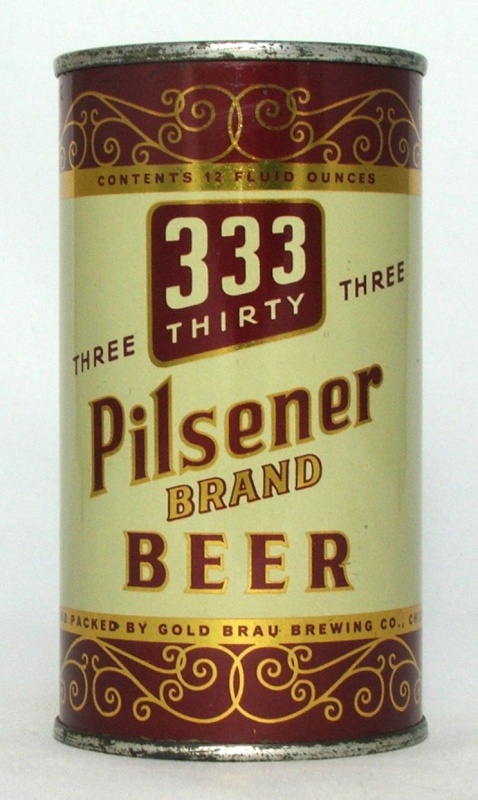 CONTENTS 12 FLUID OUNCES
333
THREE THIRTY THREE
Pilsener
BRAND
BEER
PACKED BY GOLD BRAU BREWING CO.,